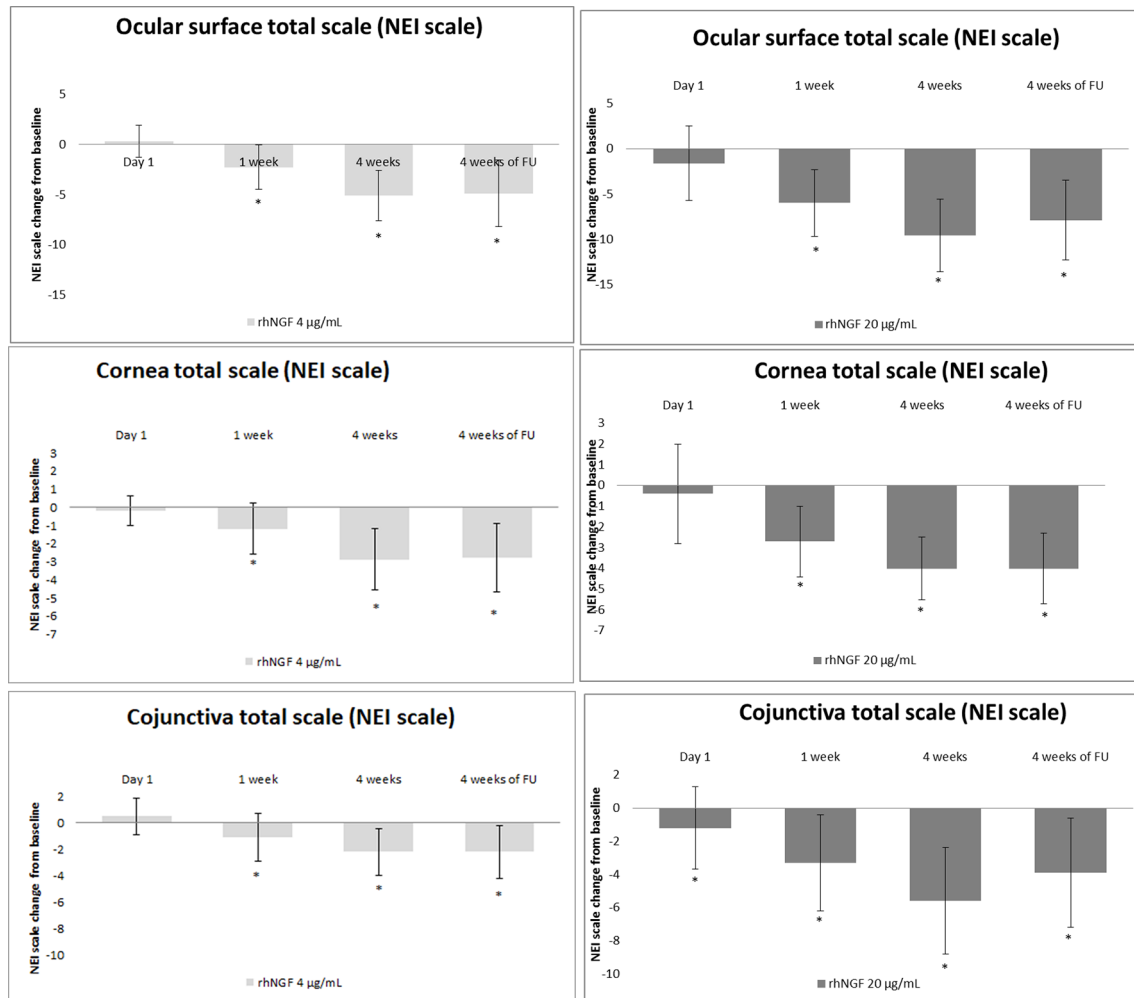 Ocular surface total scale (NEI scale)
NEI scale change from baseline
5
0
-5
-10
-15
Day 1
1 week
4 weeks
4 weeks of FU
*
*
*
rhNGF 4 µg/mL
Ocular surface total scale (NEI scale)
Day 1
1 week
4 weeks
4 weeks of FU
NEI scale change from baseline
5
0
-5
-10
-15
*
*
*
rhNGF 20 µg/mL
Cornea total scale (NEI scale)
Day 1
1 week
4 weeks
4 weeks of FU
NEI scale change from baseline
3
2
1
0
-1
-2
-3
-4
-5
-6
-7
*
*
*
rhNGF 4 µg/mL
Cornea total scale (NEI scale)
Day 1
1 week
4 weeks
4 weeks of FU
NEI scale change from baseline
3
2
1
0
-1
-2
-3
-4
-5
-6
-7
*
*
*
rhNGF 20 µg/mL
Cojunctiva total scale (NEI scale)
Day 1
1 week
4 weeks
4 weeks of FU
NEI scale change from baseline
2
0
-2
-4
-6
-8
-10
*
*
*
rhNGF 4 µg/mL
Cojunctiva total scale (NEI scale)
Day 1
1 week
4 weeks
4 weeks of FU
NEI scale change from baseline
2
0
-2
-4
-6
-8
-10
*
*
*
*
rhNGF 20 µg/mL